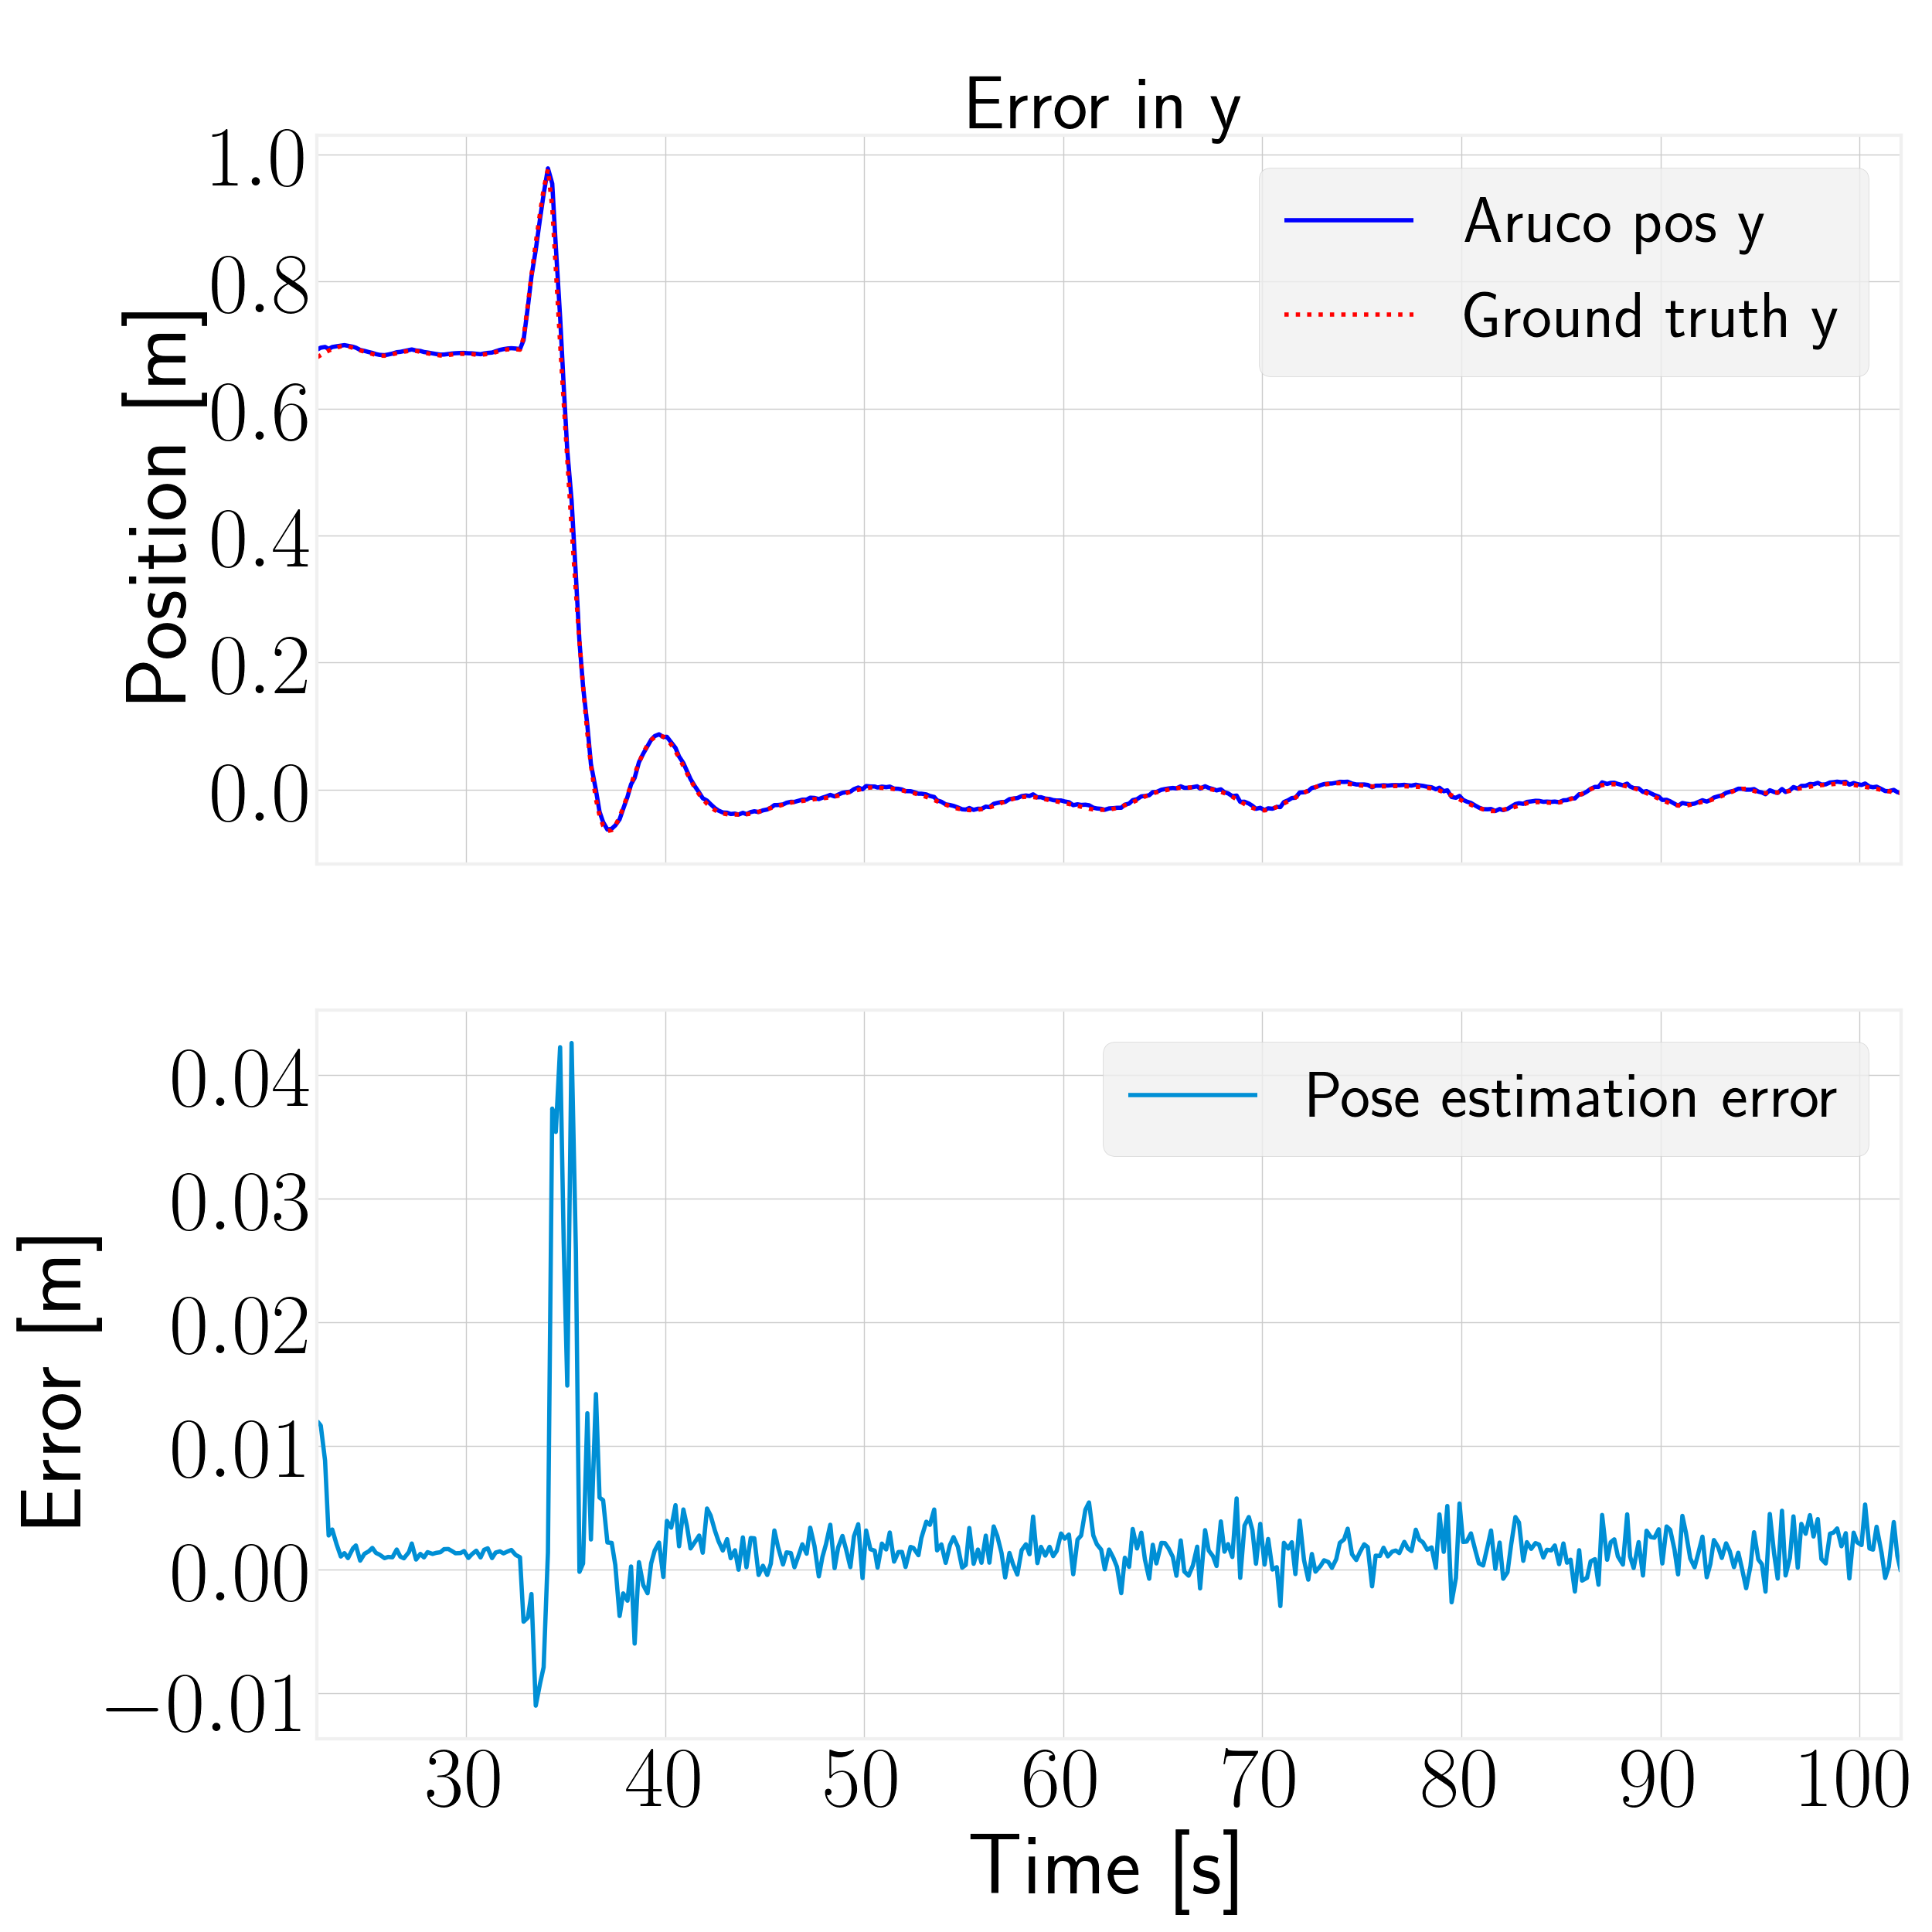 Error in y
1.0
0.8
0.6
0.4
0.2
0.0
Position [m]
Aruco pos y
Ground truth y
0.04
0.03
0.02
0.01
0.00
−0.01
Error [m]
Pose estimation error
30 40 50 60 70 80 90 100
Time [s]